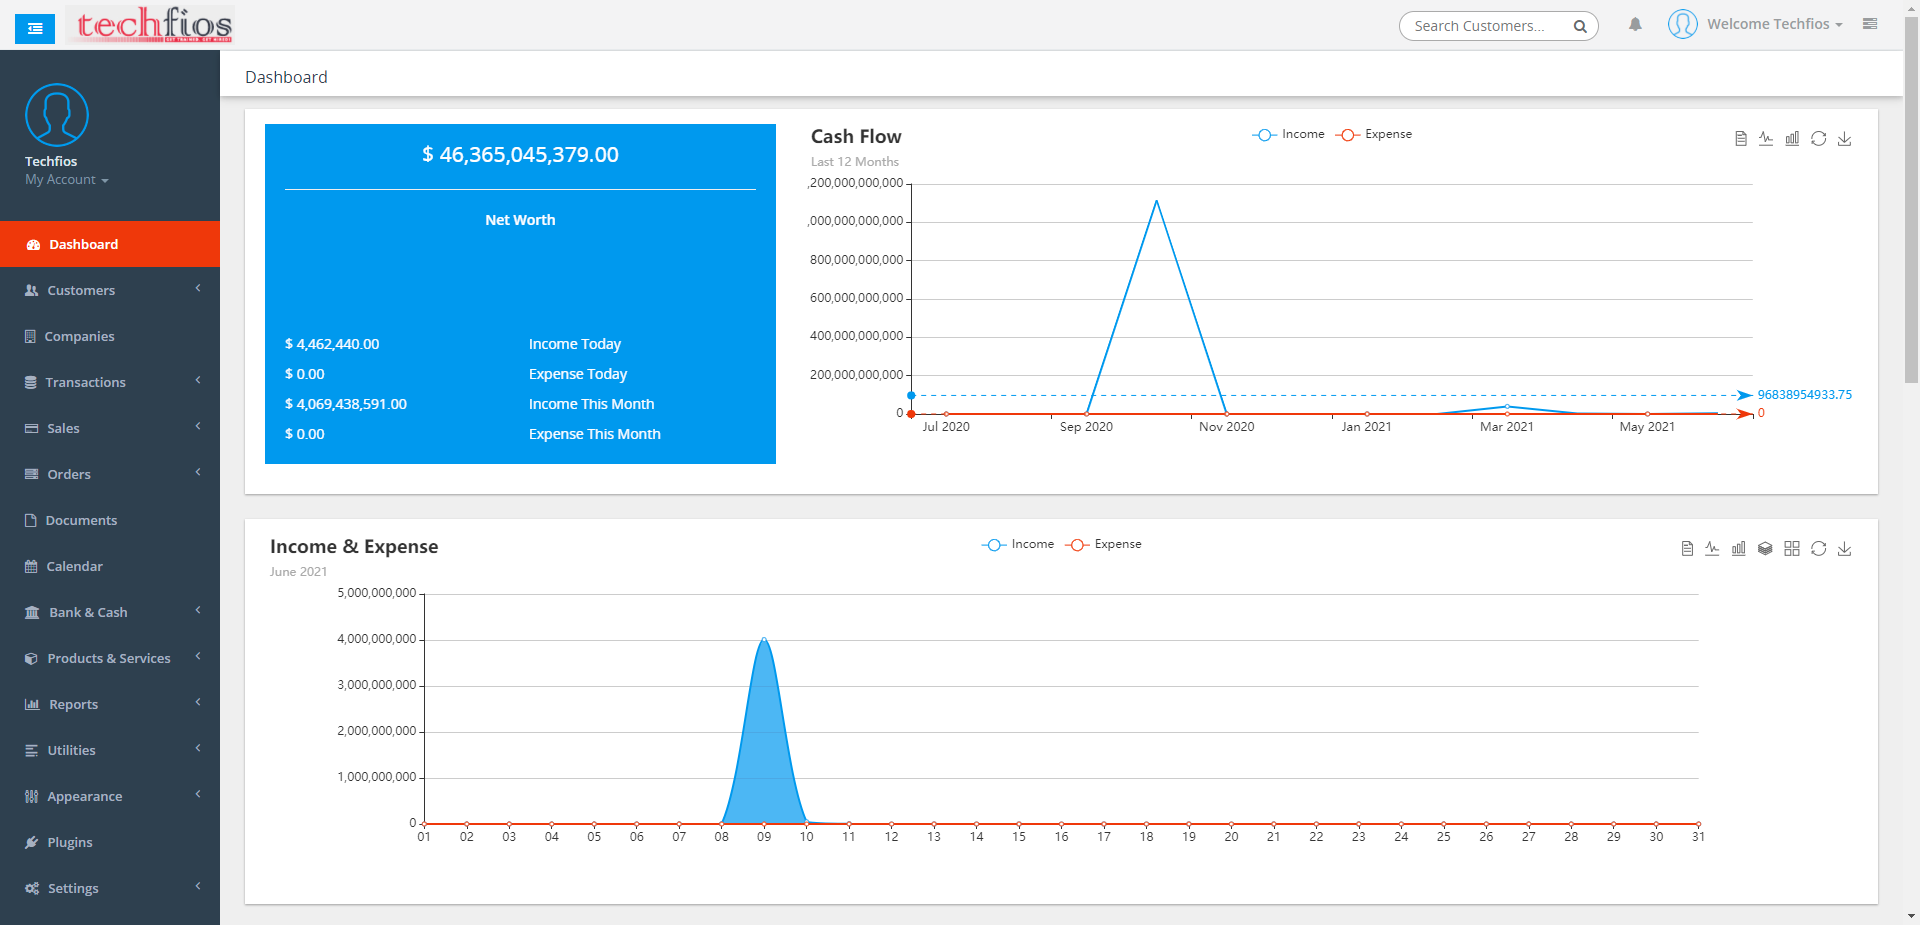 techfios
Search Customers...
Welcome Techfios
Techfios
My Account
Dashboard
Customers
Companies
Transactions
Sales
Orders
Documents
Calendar
Bank & Cash
Products & Services
Reports
Utilities
Appearance
Plugins
Settings
Dashboard
$ 46,365,045,379.00
Net Worth
$ 4,462,440.00 Income Today
$ 0.00 Expense Today
$ 4,069,438,591.00 Income This Month
$ 0.00 Expense This Month
Cash Flow
Last 12 Months
Income Expense
,200,000,000,000
,000,000,000,000
800,000,000,000
600,000,000,000
400,000,000,000
200,000,000,000
0
96838954933.75
0
Jul 2020 Sep 2020 Nov 2020 Jan 2021 Mar 2021 May 2021
Income & Expense
June 2021
Income Expense
5,000,000,000
4,000,000,000
3,000,000,000
2,000,000,000
1,000,000,000
0
01 02 03 04 05 06 07 08 09 10 11 12 13 14 15 16 17 18 19 20 21 22 23 24 25 26 27 28 29 30 31